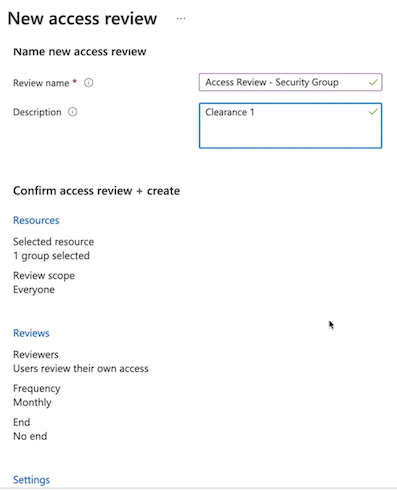 New access review ...
Name new access review
Review name *
Access Review - Security Group
Description
Clearance 1
Confirm access review + create
Resources
Selected resource
1 group selected
Review scope
Everyone
Reviews
Reviewers
Users review their own access
Frequency
Monthly
End
No end
Settings